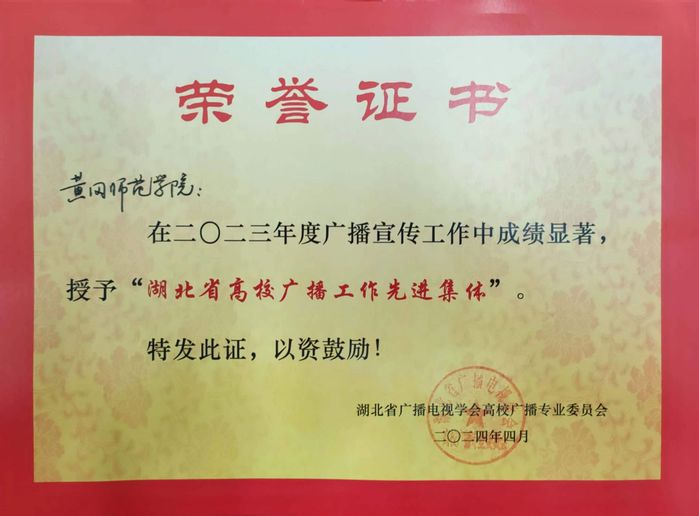 荣誉证书
黄冈师范学院：
在二〇二三年度广播宣传工作中成绩显著，
授予“湖北省高校广播工作先进集体”。
特发此证，以资鼓励！
湖北省广播电视学会高校广播专业委员会
二〇二四年四月